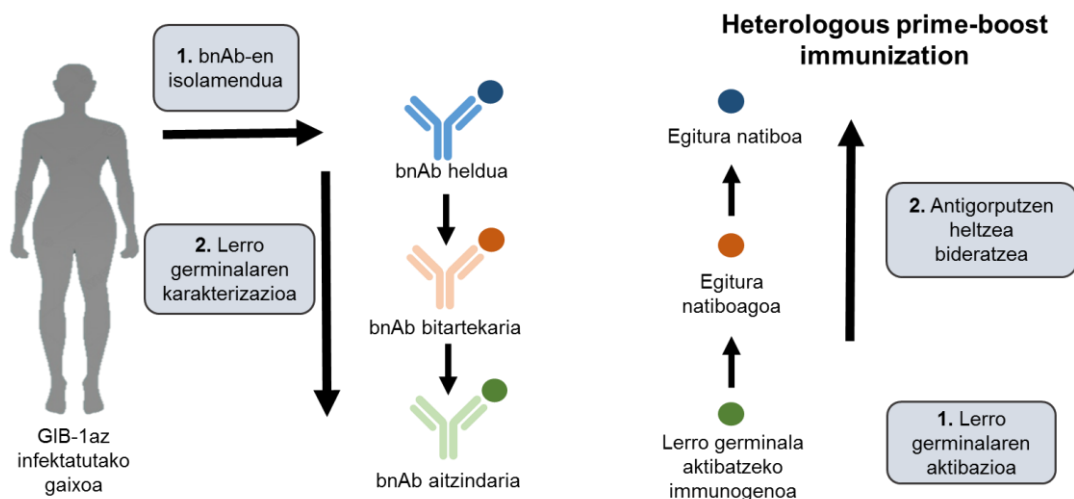 1. bnAb-en
isolamendua
bnAb heldua
2. Lerro
germinalaren
karakterizazioa
bnAb bitartekaria
bnAb aitzindaria
GIB-1az
infektatutako
gaixoa
Heterologous prime-boost
immunization
Egitura natiboa
2. Antigorputzen
heltzea
bideratzea
Egitura
natiboagoa
Lerro germinala
aktibatzeko
immunogenoa
1. Lerro
germinalaren
aktibazioa